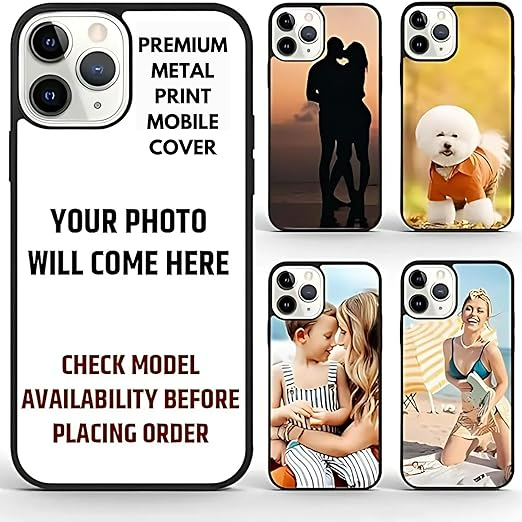 PREMIUM
METAL
PRINT
MOBILE
COVER
YOUR PHOTO
WILL COME HERE
CHECK MODEL
AVAILABILITY BEFORE
PLACING ORDER